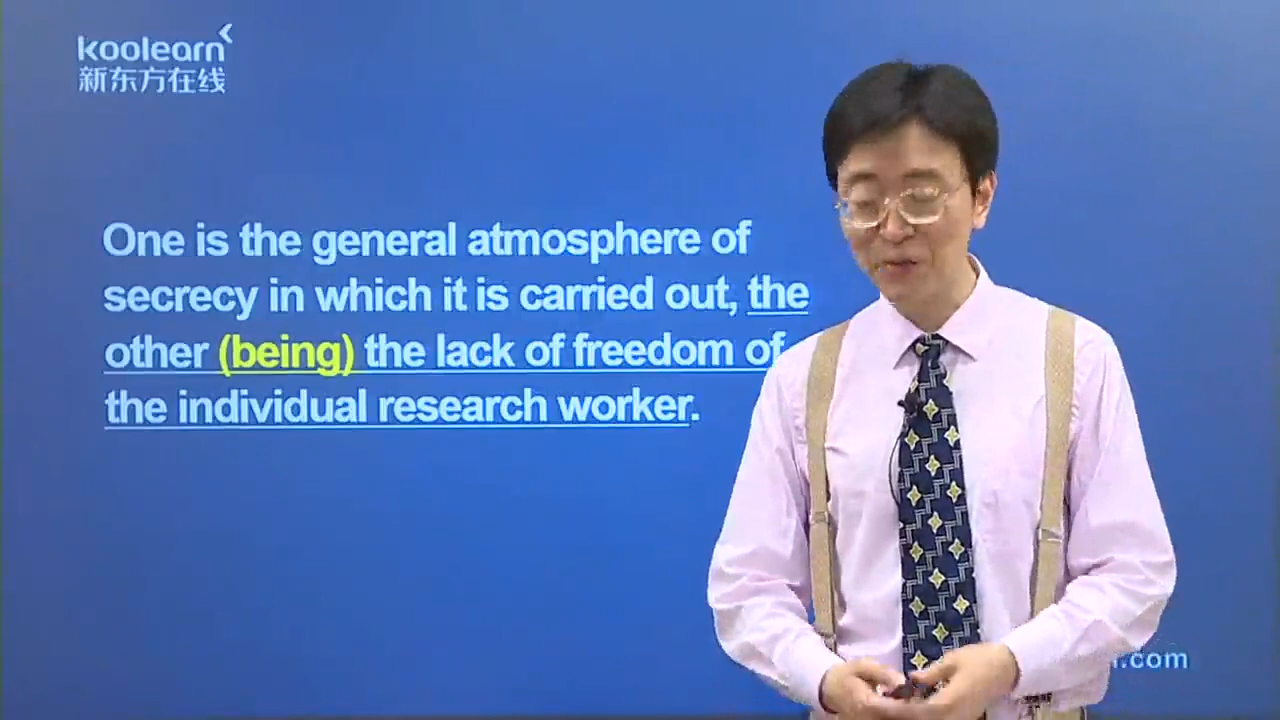 koolearn
新东方在线
One is the general atmosphere of
secrecy in which it is carried out, the
other (being) the lack of freedom of
the individual research worker.
.com